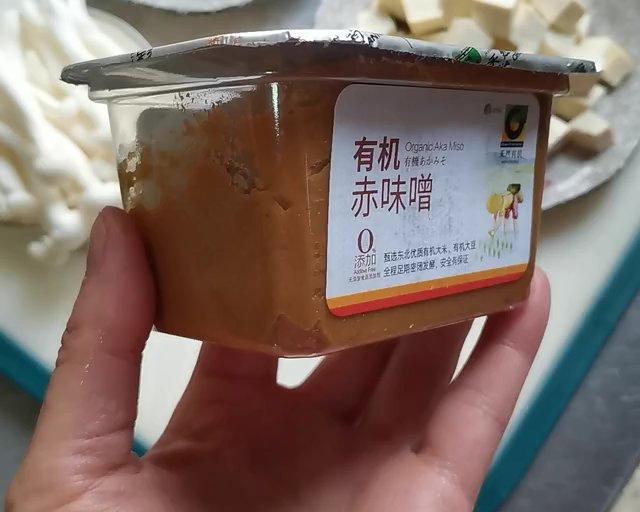 有机
Organic Aka Miso
有機あかみそ
赤味噌
0
添加
Additive Free
甄选东北优质有机大米、有机大豆
全程足期密闭发酵，安全有保证